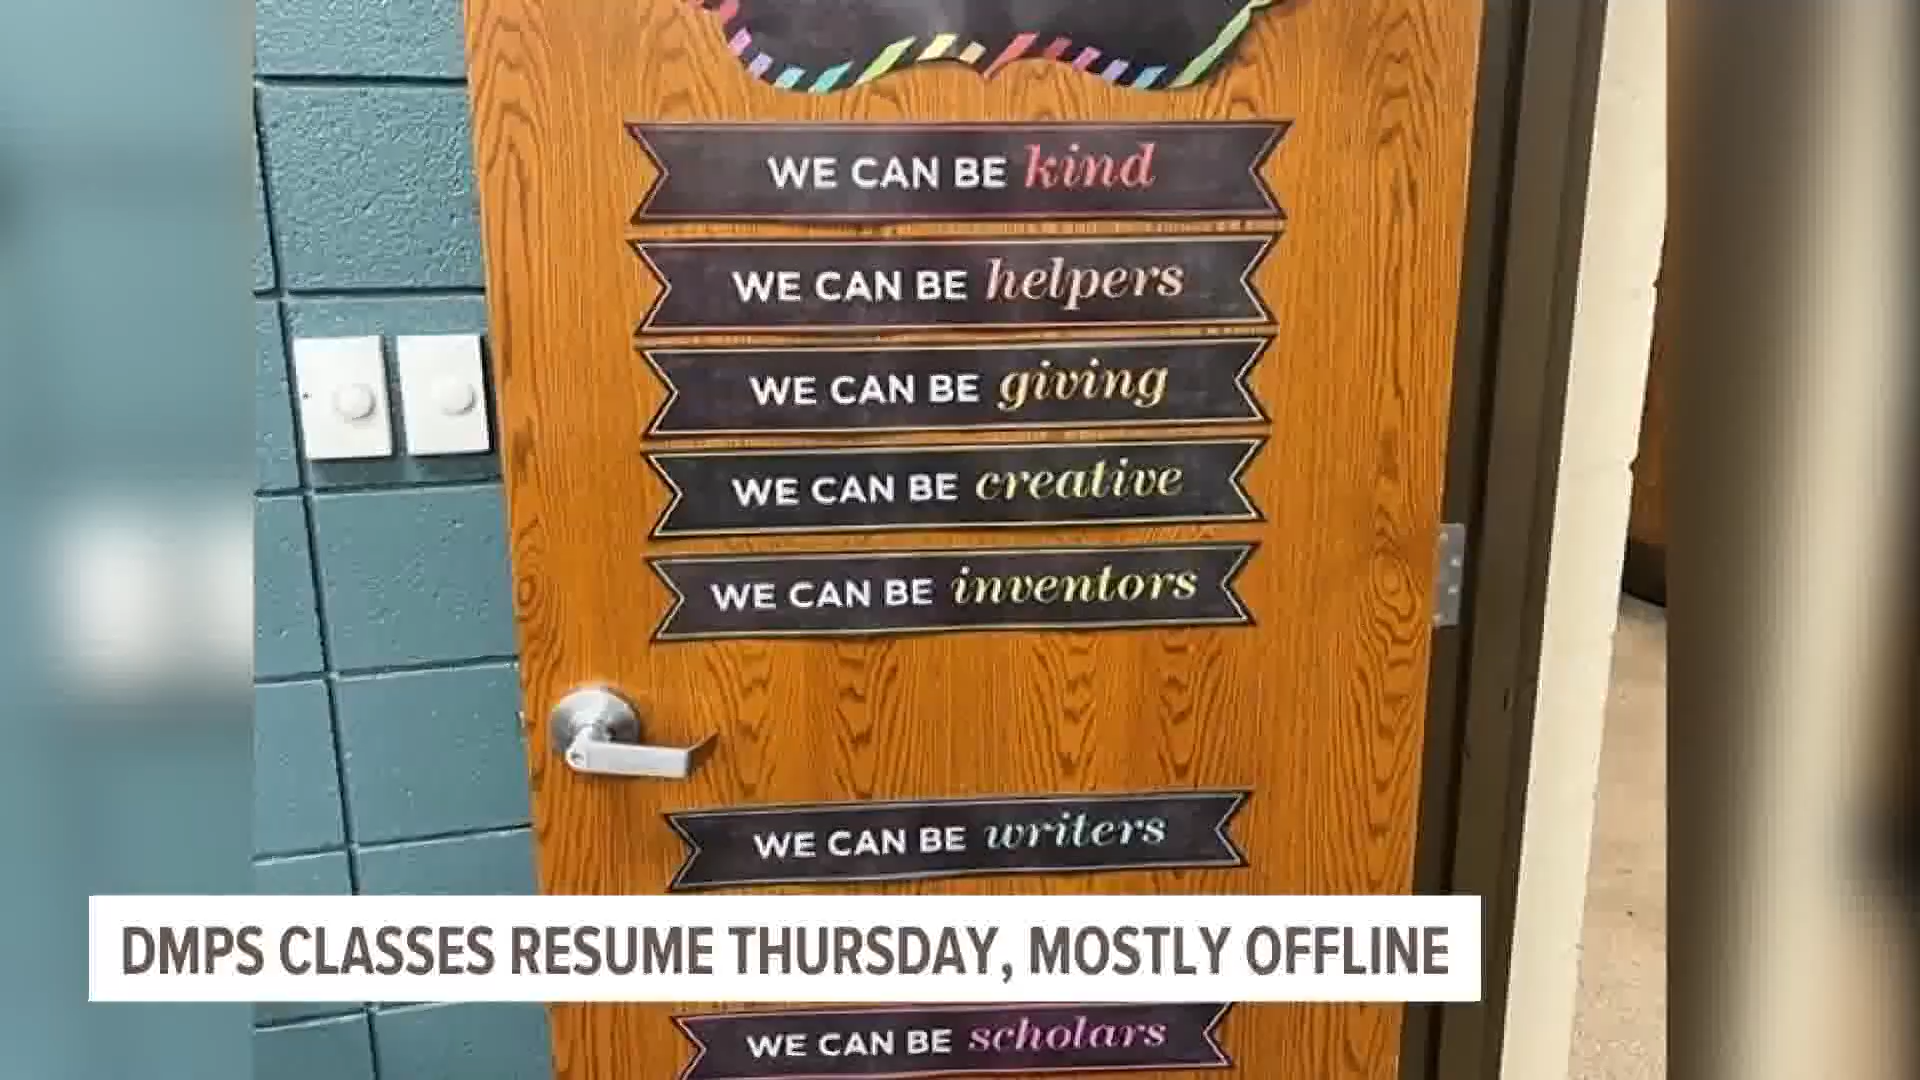 WE CAN BE kind
WE CAN BE helpers
WE CAN BE giving
WE CAN BE creative
WE CAN BE inventors
WE CAN BE writers
DMPS CLASSES RESUME THURSDAY, MOSTLY OFFLINE
WE CAN BE scholars